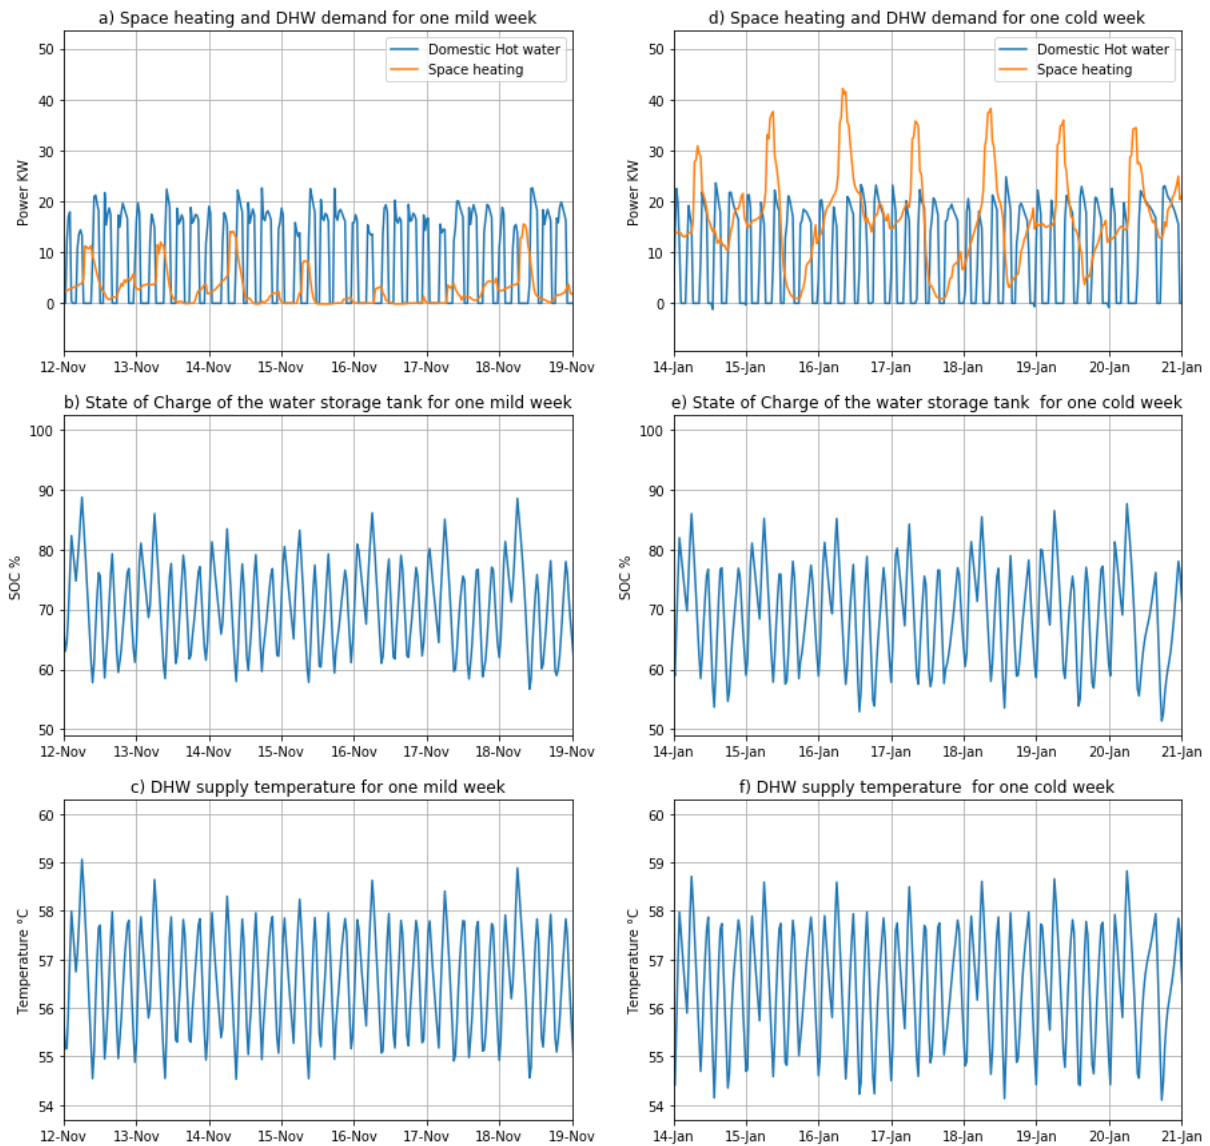 a) Space heating and DHW demand for one mild week
Domestic Hot water
Space heating
Power KW
50
40
30
20
10
0
12-Nov 13-Nov 14-Nov 15-Nov 16-Nov 17-Nov 18-Nov 19-Nov
d) Space heating and DHW demand for one cold week
Domestic Hot water
Space heating
Power KW
50
40
30
20
10
0
14-Jan 15-Jan 16-Jan 17-Jan 18-Jan 19-Jan 20-Jan 21-Jan
b) State of Charge of the water storage tank for one mild week
SOC %
100
90
80
70
60
50
12-Nov 13-Nov 14-Nov 15-Nov 16-Nov 17-Nov 18-Nov 19-Nov
e) State of Charge of the water storage tank for one cold week
SOC %
100
90
80
70
60
50
14-Jan 15-Jan 16-Jan 17-Jan 18-Jan 19-Jan 20-Jan 21-Jan
c) DHW supply temperature for one mild week
Temperature °C
60
59
58
57
56
55
54
12-Nov 13-Nov 14-Nov 15-Nov 16-Nov 17-Nov 18-Nov 19-Nov
f) DHW supply temperature for one cold week
Temperature °C
60
59
58
57
56
55
54
14-Jan 15-Jan 16-Jan 17-Jan 18-Jan 19-Jan 20-Jan 21-Jan